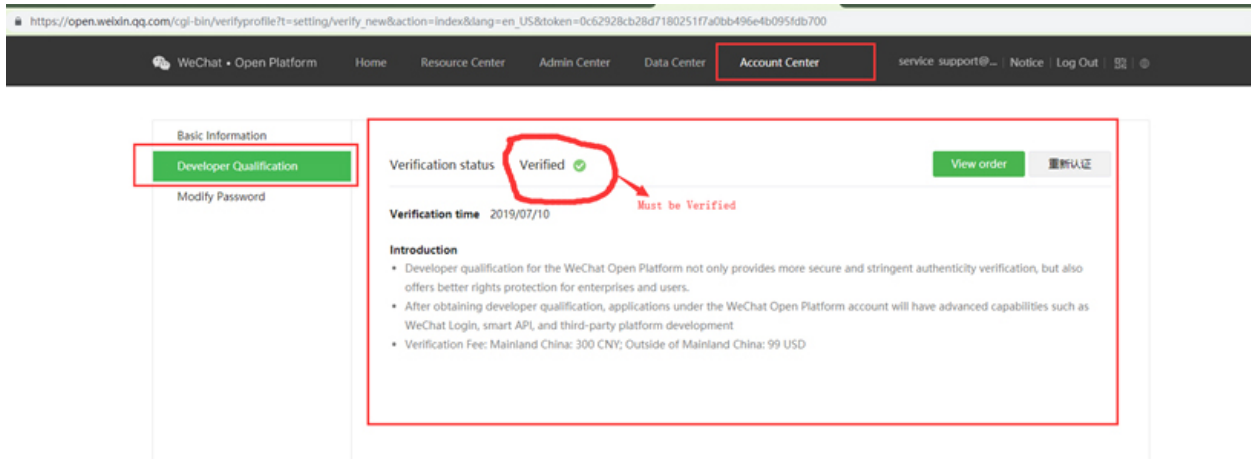 https://open.weixin.qq.com/cgi-bin/verifyprofile?t=setting/verify_new&action=index&lang=en_US&token=0c62928cb28d7180251f7a0bb496e4b095fdb700
WeChat • Open Platform Home Resource Center Admin Center Data Center Account Center service support@... | Notice | Log Out
Basic Information
Developer Qualification
Modify Password
Verification status Verified View order 重新认证
Must be Verified
Verification time 2019/07/10
Introduction
• Developer qualification for the WeChat Open Platform not only provides more secure and stringent authenticity verification, but also
offers better rights protection for enterprises and users.
• After obtaining developer qualification, applications under the WeChat Open Platform account will have advanced capabilities such as
WeChat Login, smart API, and third-party platform development
• Verification Fee: Mainland China: 300 CNY; Outside of Mainland China: 99 USD